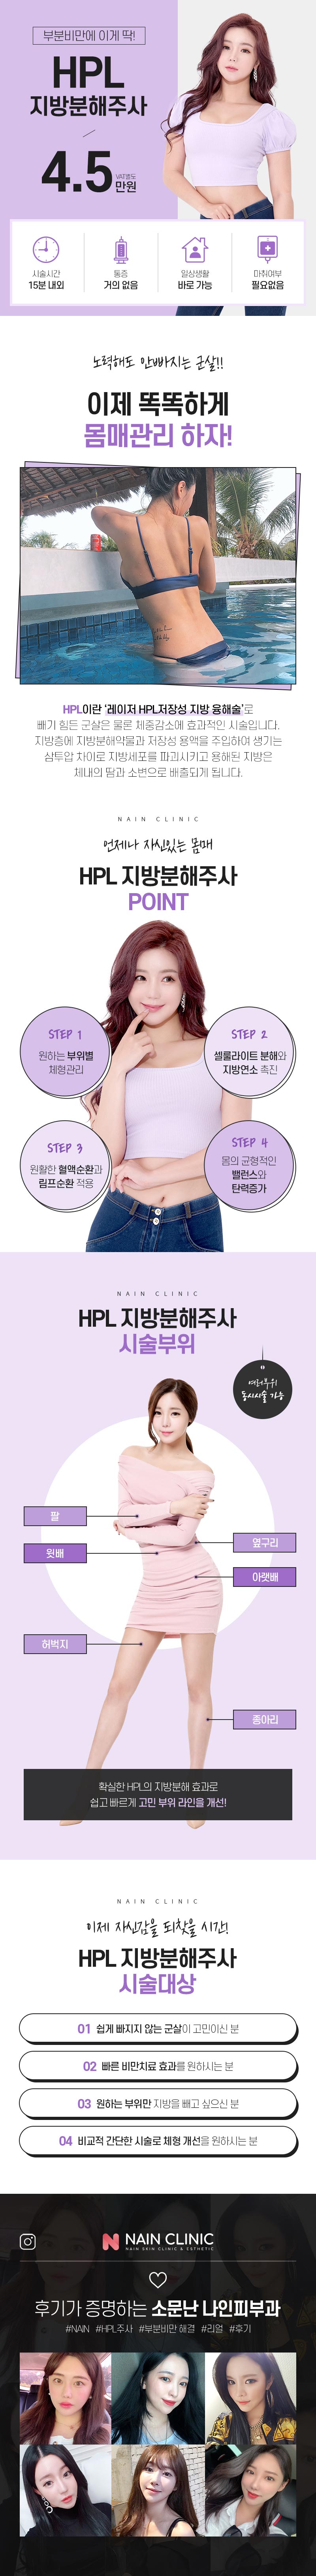 부분비만에 이게 딱!
HPL
지방분해주사
4.5
VAT별도
만원
시술시간
15분 내외
통증
거의 없음
일상생활
바로 가능
마취여부
필요없음
노력해도 안빠지는 군살!!
이제 똑똑하게
몸매관리 하자!
HPL이란 '레이저 HPL저장성 지방 융해술'로
빼기 힘든 군살은 물론 체중감소에 효과적인 시술입니다.
지방층에 지방분해약물과 저장성 용액을 주입하여 생기는
삼투압 차이로 지방세포를 파괴시키고 용해된 지방은
체내의 땀과 소변으로 배출되게 됩니다.
NAIN CLINIC
언제나 자신있는 몸매
HPL 지방분해주사
POINT
STEP 1
원하는 부위별
체형관리
STEP 2
셀룰라이트 분해와
지방연소 촉진
STEP 3
원활한 혈액순환과
림프순환 적용
STEP 4
몸의 균형적인
밸런스와
탄력증가
NAIN CLINIC
HPL 지방분해주사
시술부위
여러부위
동시시술 가능
팔
윗배
옆구리
아랫배
허벅지
종아리
확실한 HPL의 지방분해 효과로
쉽고 빠르게 고민 부위 라인을 개선!
NAIN CLINIC
이제 자신감을 되찾을 시간!
HPL 지방분해주사
시술대상
01 쉽게 빠지지 않는 군살이 고민이신 분
02 빠른 비만치료 효과를 원하시는 분
03 원하는 부위만 지방을 빼고 싶으신 분
04 비교적 간단한 시술로 체형 개선을 원하시는 분
NAIN CLINIC
NAIN SKIN CLINIC & ESTHETIC
후기가 증명하는 소문난 나인피부과
#NAIN #HPL주사 #부분비만 해결 #리얼 #후기